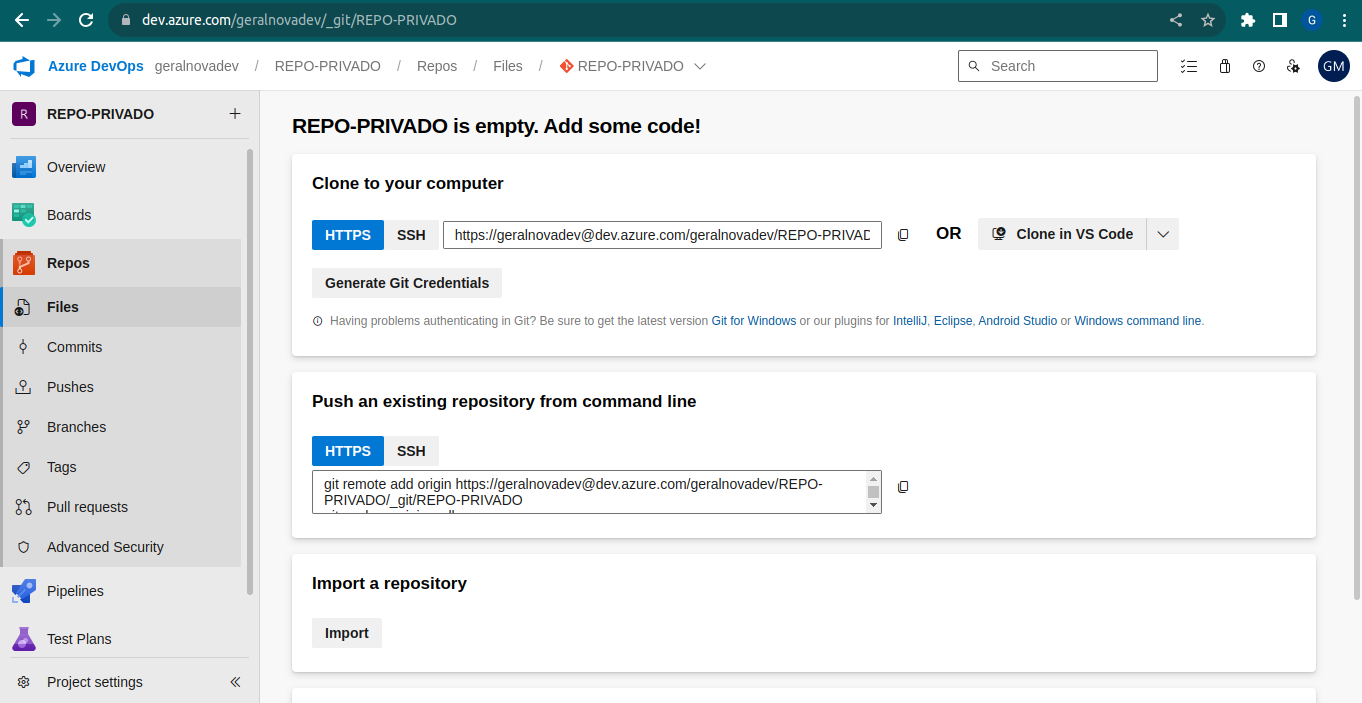 dev.azure.com/geralnovadev/_git/REPO-PRIVADO
G
Azure DevOps geralnovadev / REPO-PRIVADO / Repos / Files / REPO-PRIVADO
Search
GM
R REPO-PRIVADO +
Overview
Boards
Repos
Files
Commits
Pushes
Branches
Tags
Pull requests
Advanced Security
Pipelines
Test Plans
Project settings
REPO-PRIVADO is empty. Add some code!
Clone to your computer
HTTPS SSH https://geralnovadev@dev.azure.com/geralnovadev/REPO-PRIVAD OR Clone in VS Code
Generate Git Credentials
Having problems authenticating in Git? Be sure to get the latest version Git for Windows or our plugins for IntelliJ, Eclipse, Android Studio or Windows command line.
Push an existing repository from command line
HTTPS SSH
git remote add origin https://geralnovadev@dev.azure.com/geralnovadev/REPO-
PRIVADO/_git/REPO-PRIVADO
Import a repository
Import